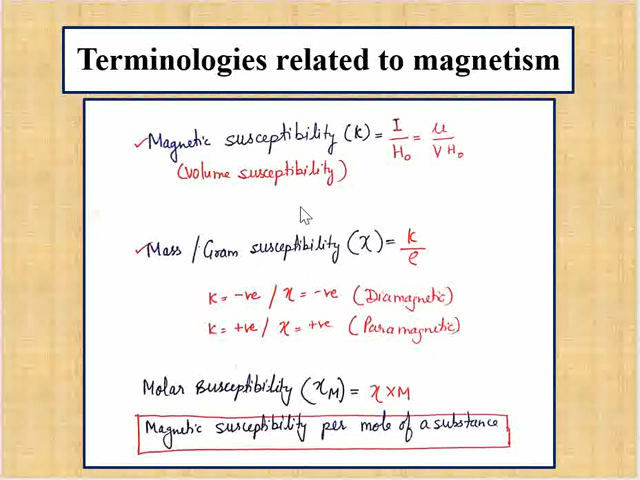 Terminologies related to magnetism
✓Magnetic susceptibility (K) = I/H₀ = μ/VH₀
(volume susceptibility)
✓Mass / Gram susceptibility (χ) = K/ρ
K = -ve / χ = -ve (Diamagnetic)
K = +ve / χ = +ve (Paramagnetic)
Molar Susceptibility (χM) = χ × M
Magnetic susceptibility per mole of a substance